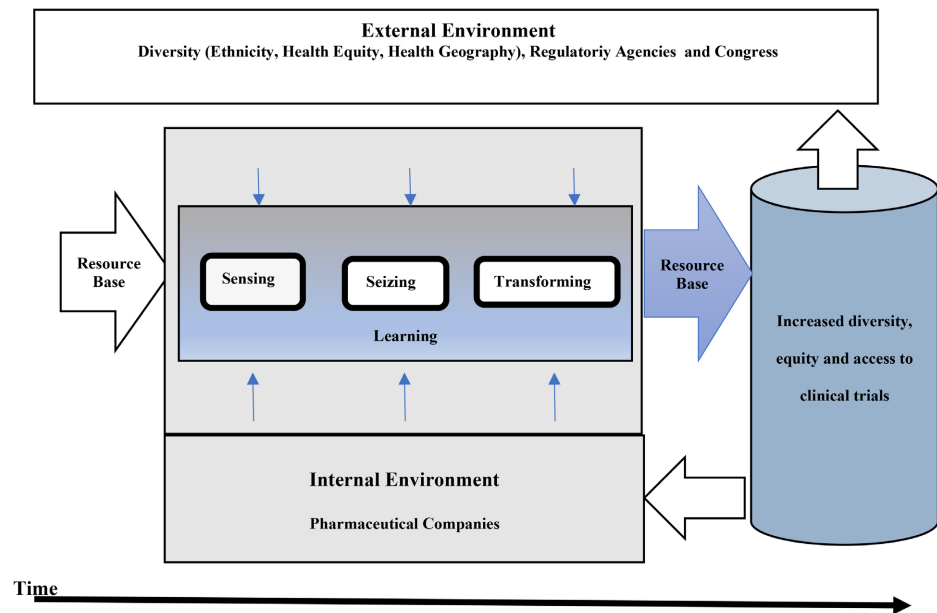 External Environment
Diversity (Ethnicity, Health Equity, Health Geography), Regulatoriy Agencies and Congress
Resource
Base
Sensing
Seizing
Transforming
Learning
Resource
Base
Increased diversity,
equity and access to
clinical trials
Internal Environment
Pharmaceutical Companies
Time